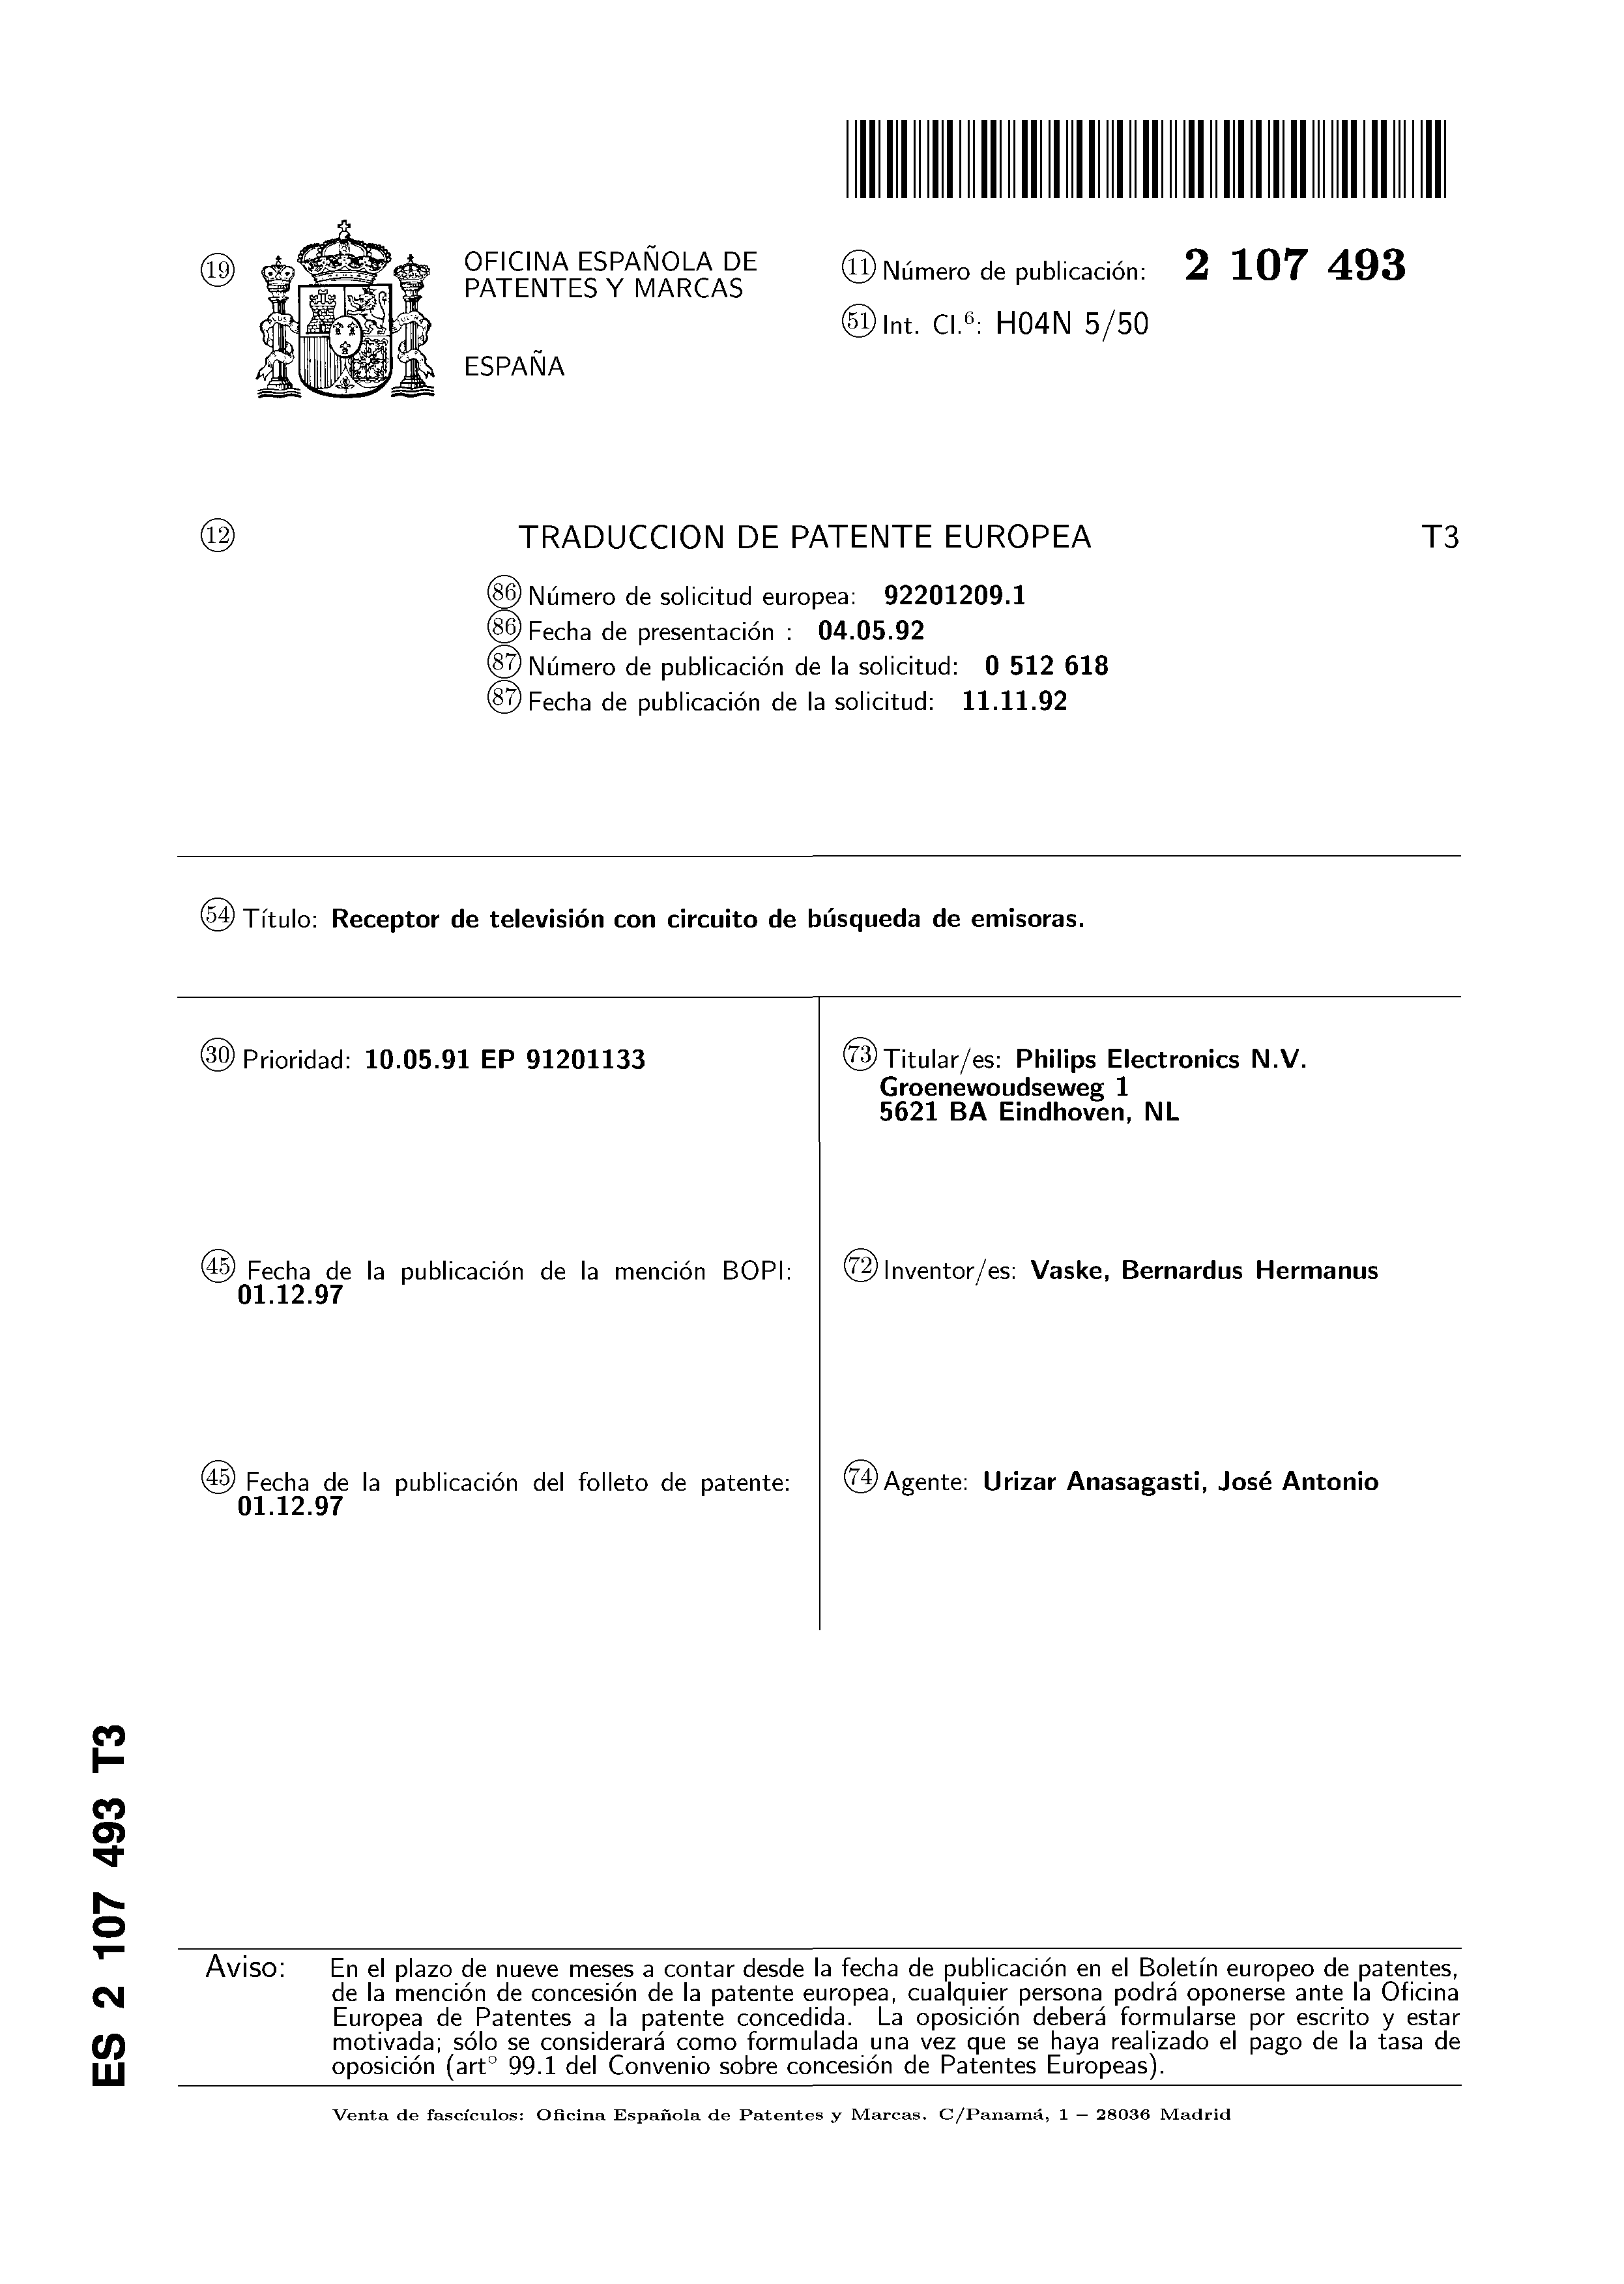 19
OFICINA ESPAÑOLA DE
PATENTES Y MARCAS
ESPAÑA
11 Número de publicación: 2 107 493
51 Int. Cl.⁶: H04N 5/50
12 TRADUCCION DE PATENTE EUROPEA T3
86 Número de solicitud europea: 92201209.1
86 Fecha de presentación : 04.05.92
87 Número de publicación de la solicitud: 0 512 618
87 Fecha de publicación de la solicitud: 11.11.92
54 Título: Receptor de televisión con circuito de búsqueda de emisoras.
30 Prioridad: 10.05.91 EP 91201133
73 Titular/es: Philips Electronics N.V.
Groenewoudseweg 1
5621 BA Eindhoven, NL
45 Fecha de la publicación de la mención BOPI:
01.12.97
72 Inventor/es: Vaske, Bernardus Hermanus
45 Fecha de la publicación del folleto de patente:
01.12.97
74 Agente: Urizar Anasagasti, José Antonio
ES 2 107 493 T3
Aviso: En el plazo de nueve meses a contar desde la fecha de publicación en el Boletín europeo de patentes,
de la mención de concesión de la patente europea, cualquier persona podrá oponerse ante la Oficina
Europea de Patentes a la patente concedida. La oposición deberá formularse por escrito y estar
motivada; sólo se considerará como formulada una vez que se haya realizado el pago de la tasa de
oposición (art° 99.1 del Convenio sobre concesión de Patentes Europeas).
Venta de fascículos: Oficina Española de Patentes y Marcas. C/Panamá, 1 – 28036 Madrid